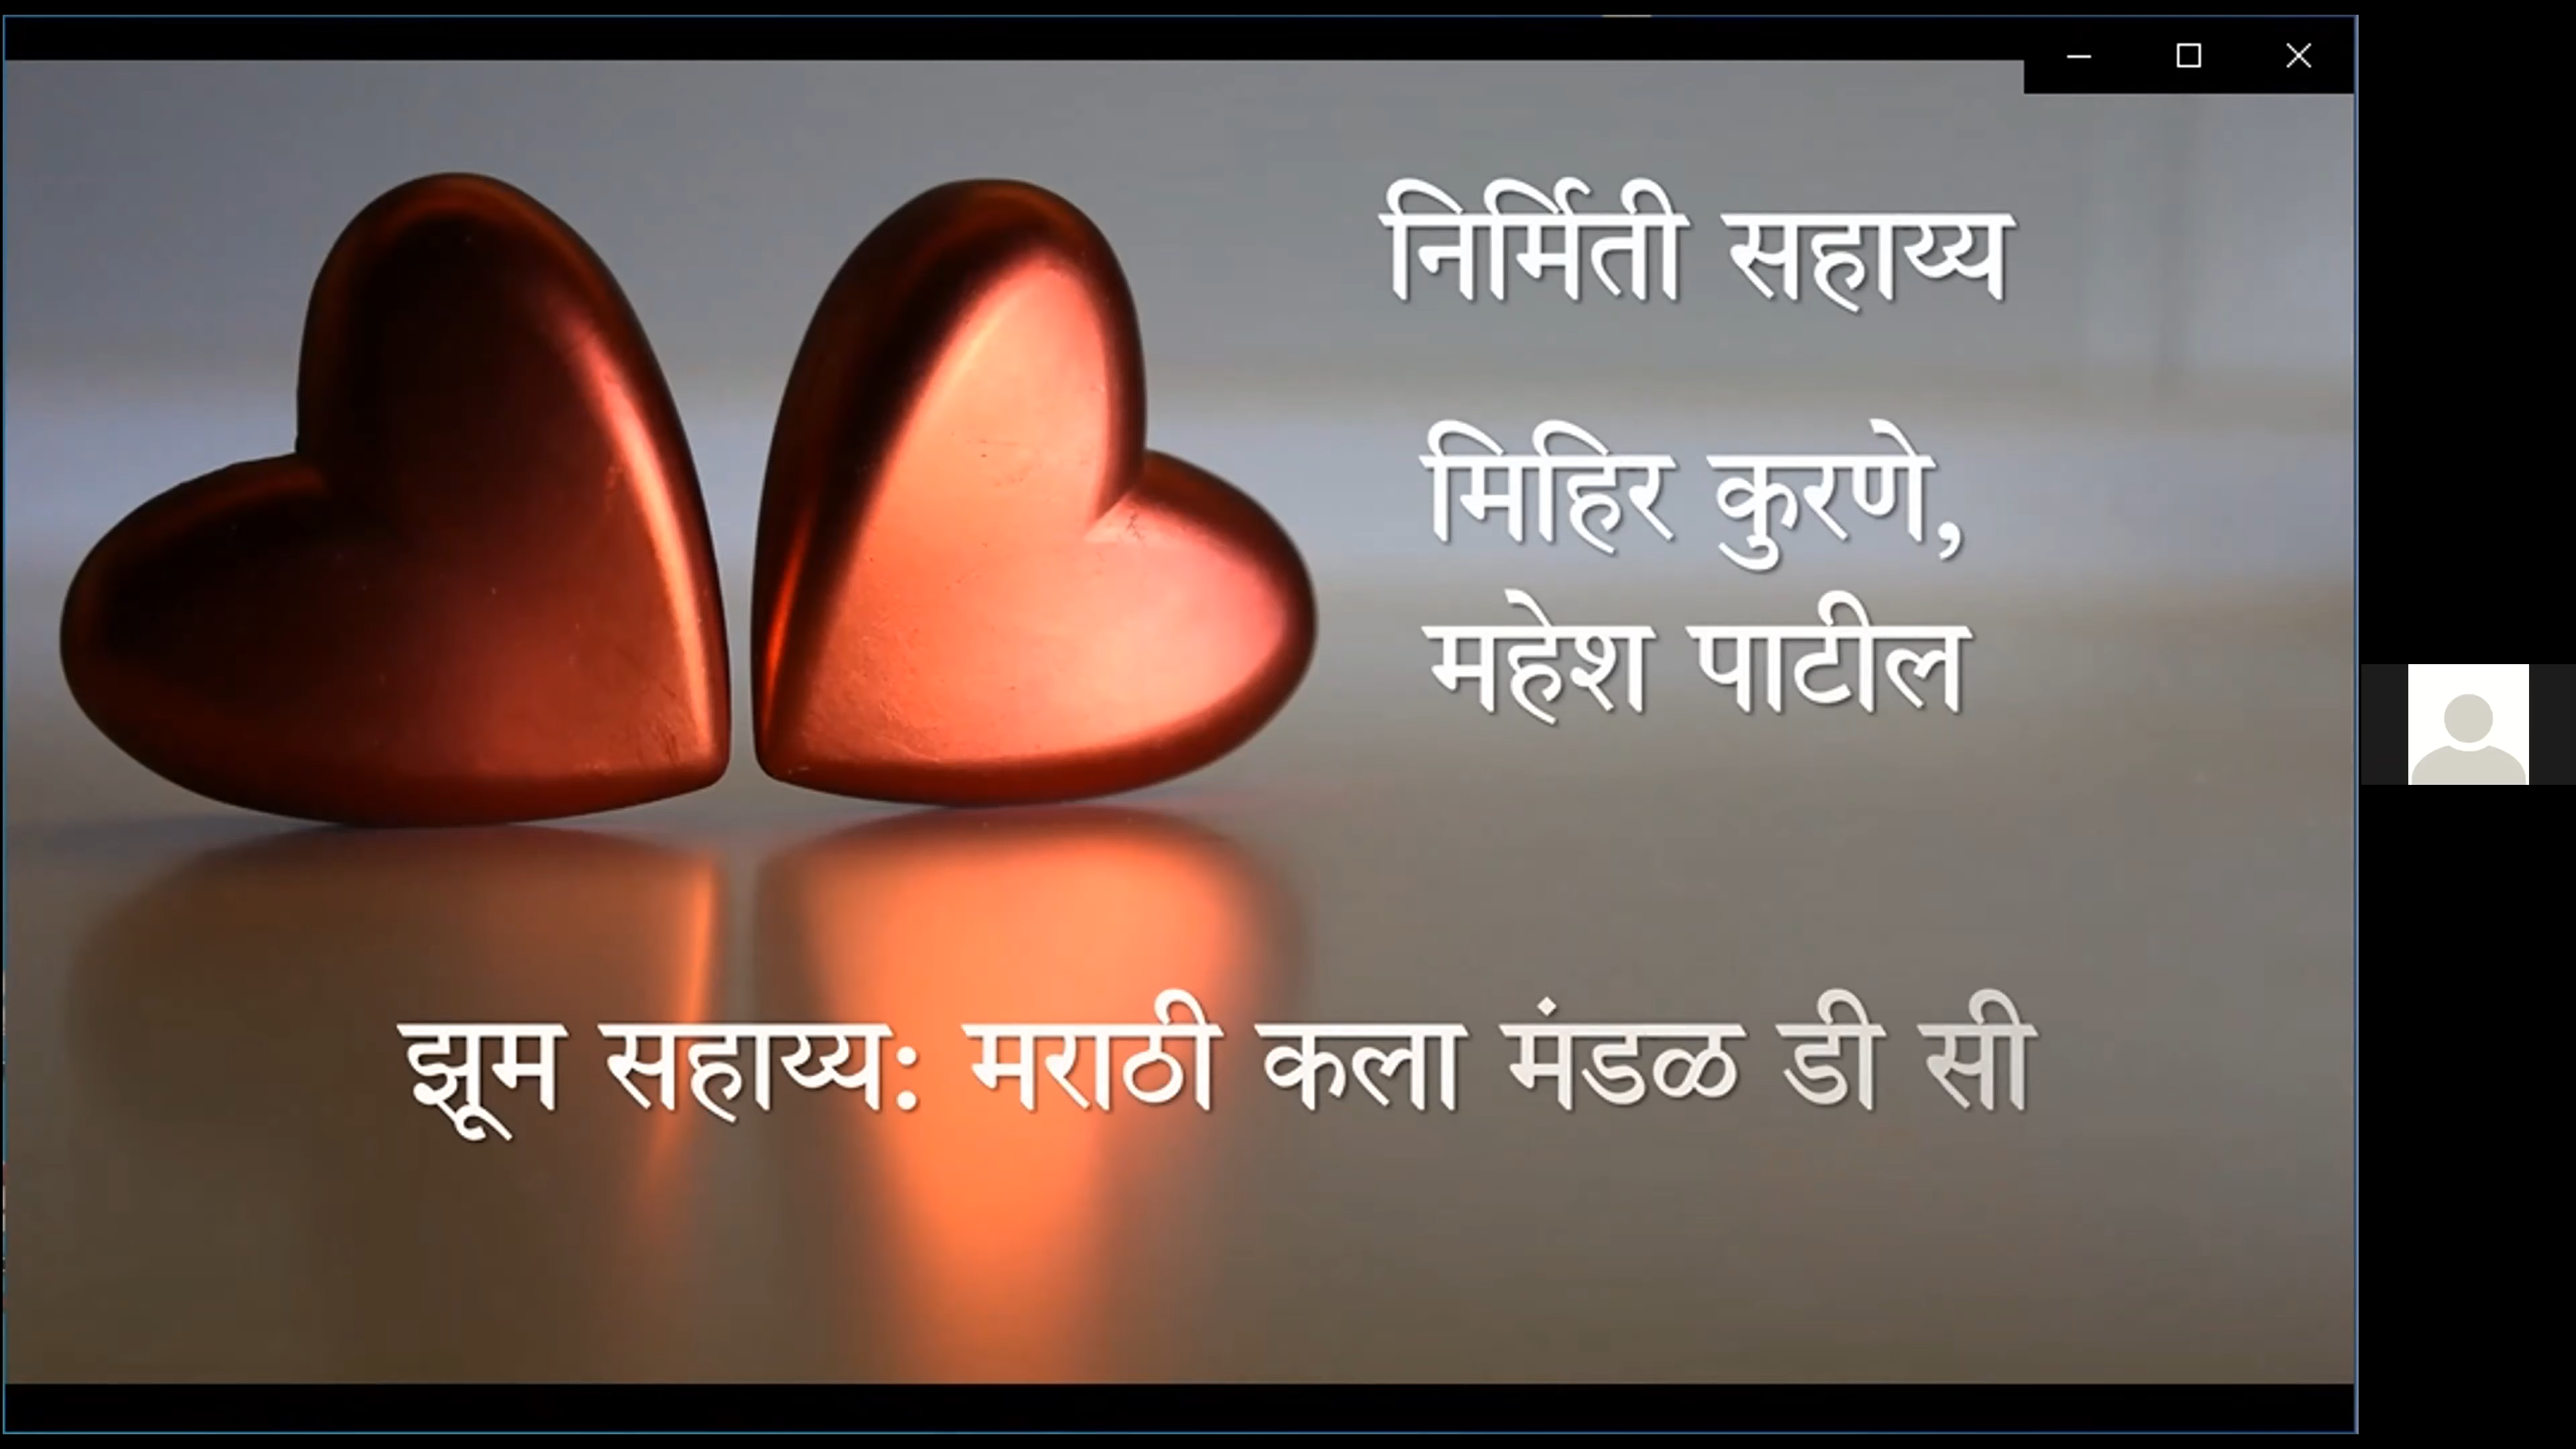 निर्मिती सहाय्य
मिहिर कुरणे,
महेश पाटील
झूम सहाय्य: मराठी कला मंडळ डी सी